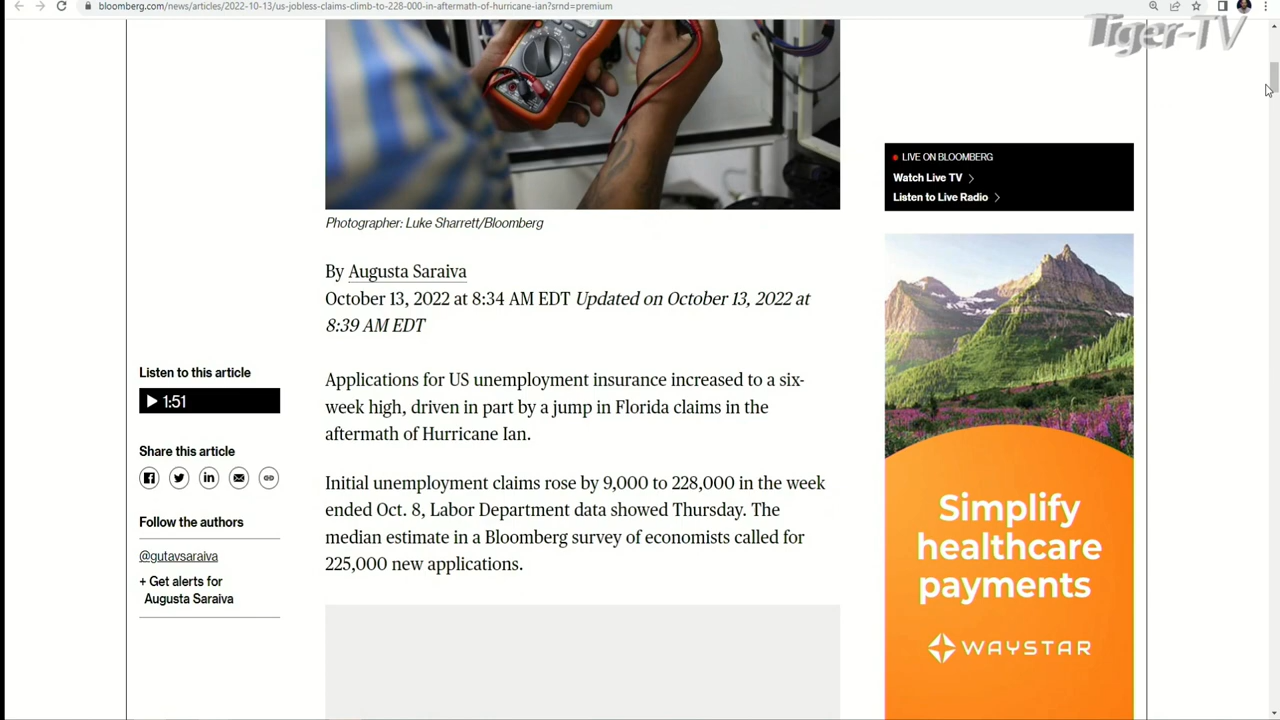 bloomberg.com/news/articles/2022-10-13/us-jobless-claims-climb-to-228-000-in-aftermath-of-hurricane-ian?srnd=premium
Tiger-TV
LIVE ON BLOOMBERG
Watch Live TV
Listen to Live Radio
Photographer: Luke Sharrett/Bloomberg
By Augusta Saraiva
October 13, 2022 at 8:34 AM EDT Updated on October 13, 2022 at
8:39 AM EDT
Listen to this article
1:51
Share this article
Follow the authors
@gutavsaraiva
+ Get alerts for
Augusta Saraiva
Applications for US unemployment insurance increased to a six-
week high, driven in part by a jump in Florida claims in the
aftermath of Hurricane Ian.
Initial unemployment claims rose by 9,000 to 228,000 in the week
ended Oct. 8, Labor Department data showed Thursday. The
median estimate in a Bloomberg survey of economists called for
225,000 new applications.
Simplify
healthcare
payments
WAYSTAR